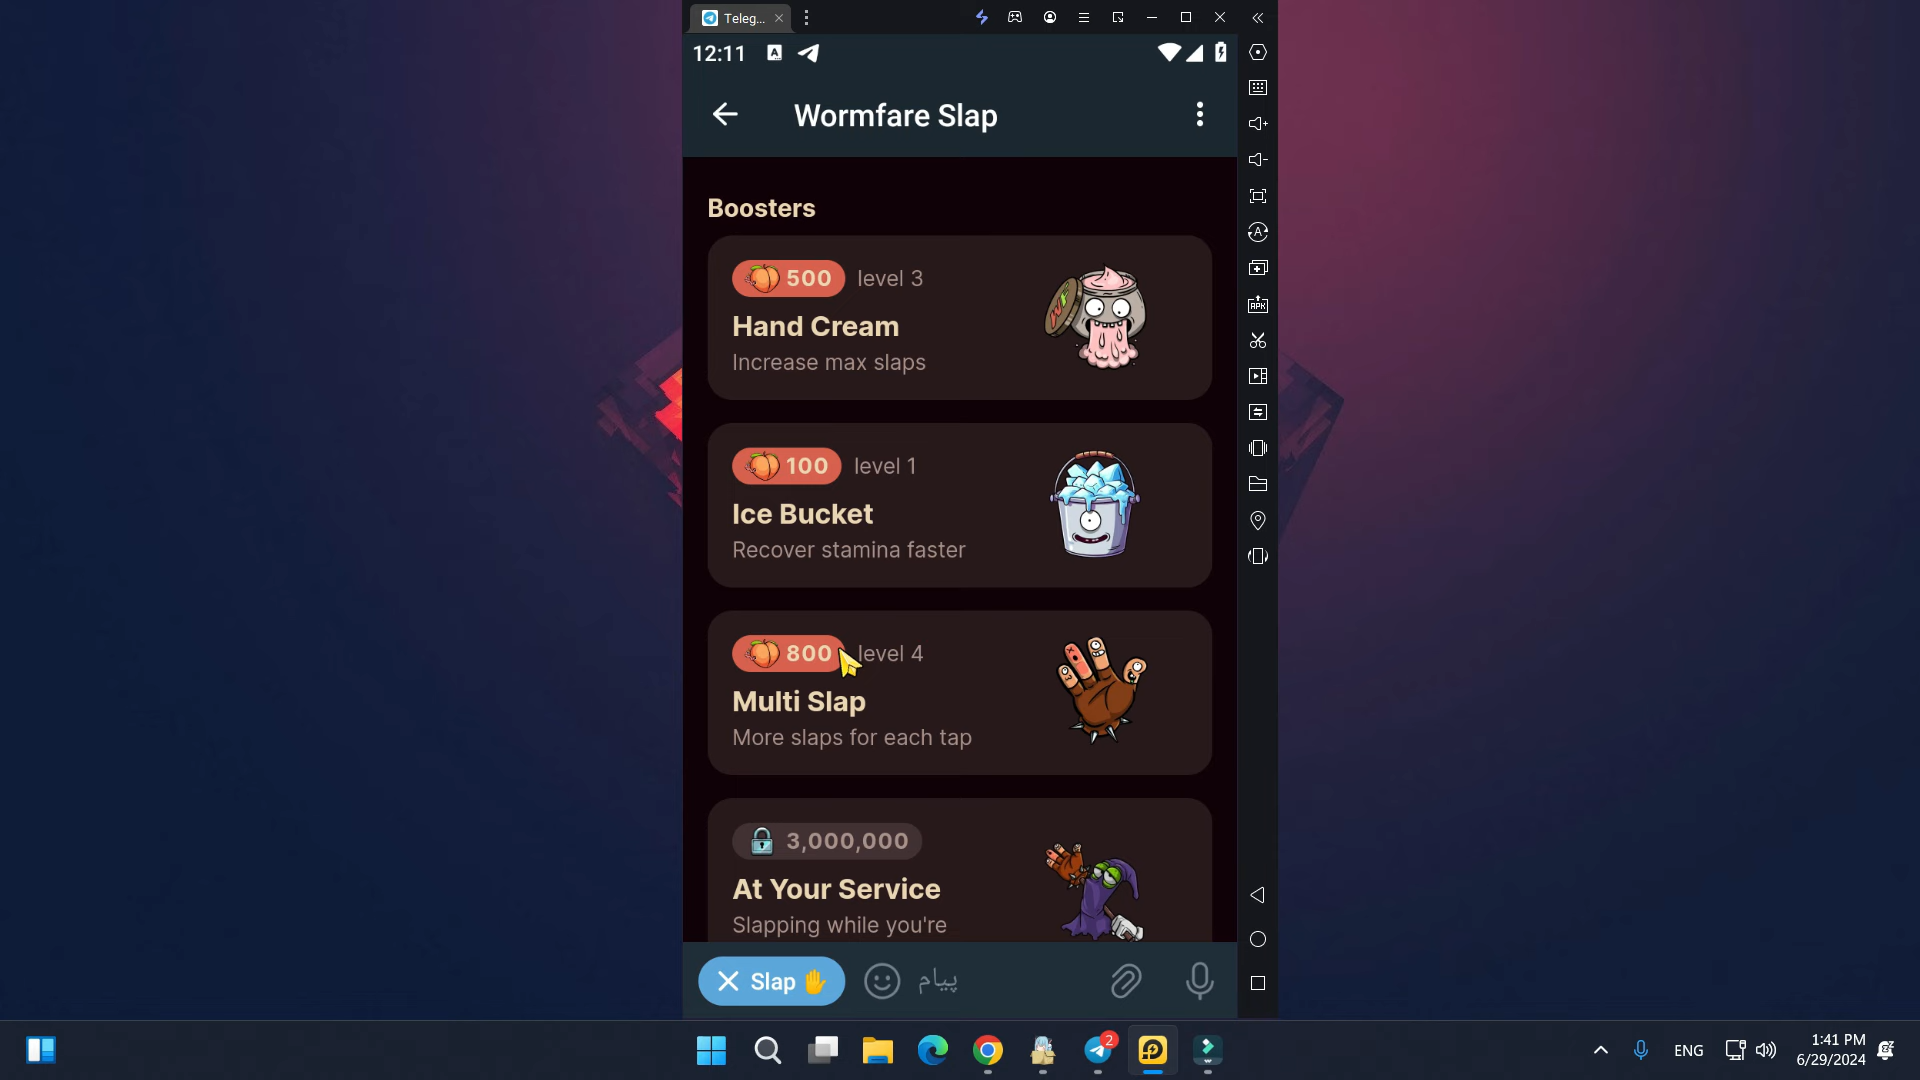 Teleg...
12:11
Wormfare Slap
Boosters
500 level 3
Hand Cream
Increase max slaps
100 level 1
Ice Bucket
Recover stamina faster
800 level 4
Multi Slap
More slaps for each tap
3,000,000
At Your Service
Slapping while you're
Slap
پیام
2
ENG
1:41 PM
6/29/2024